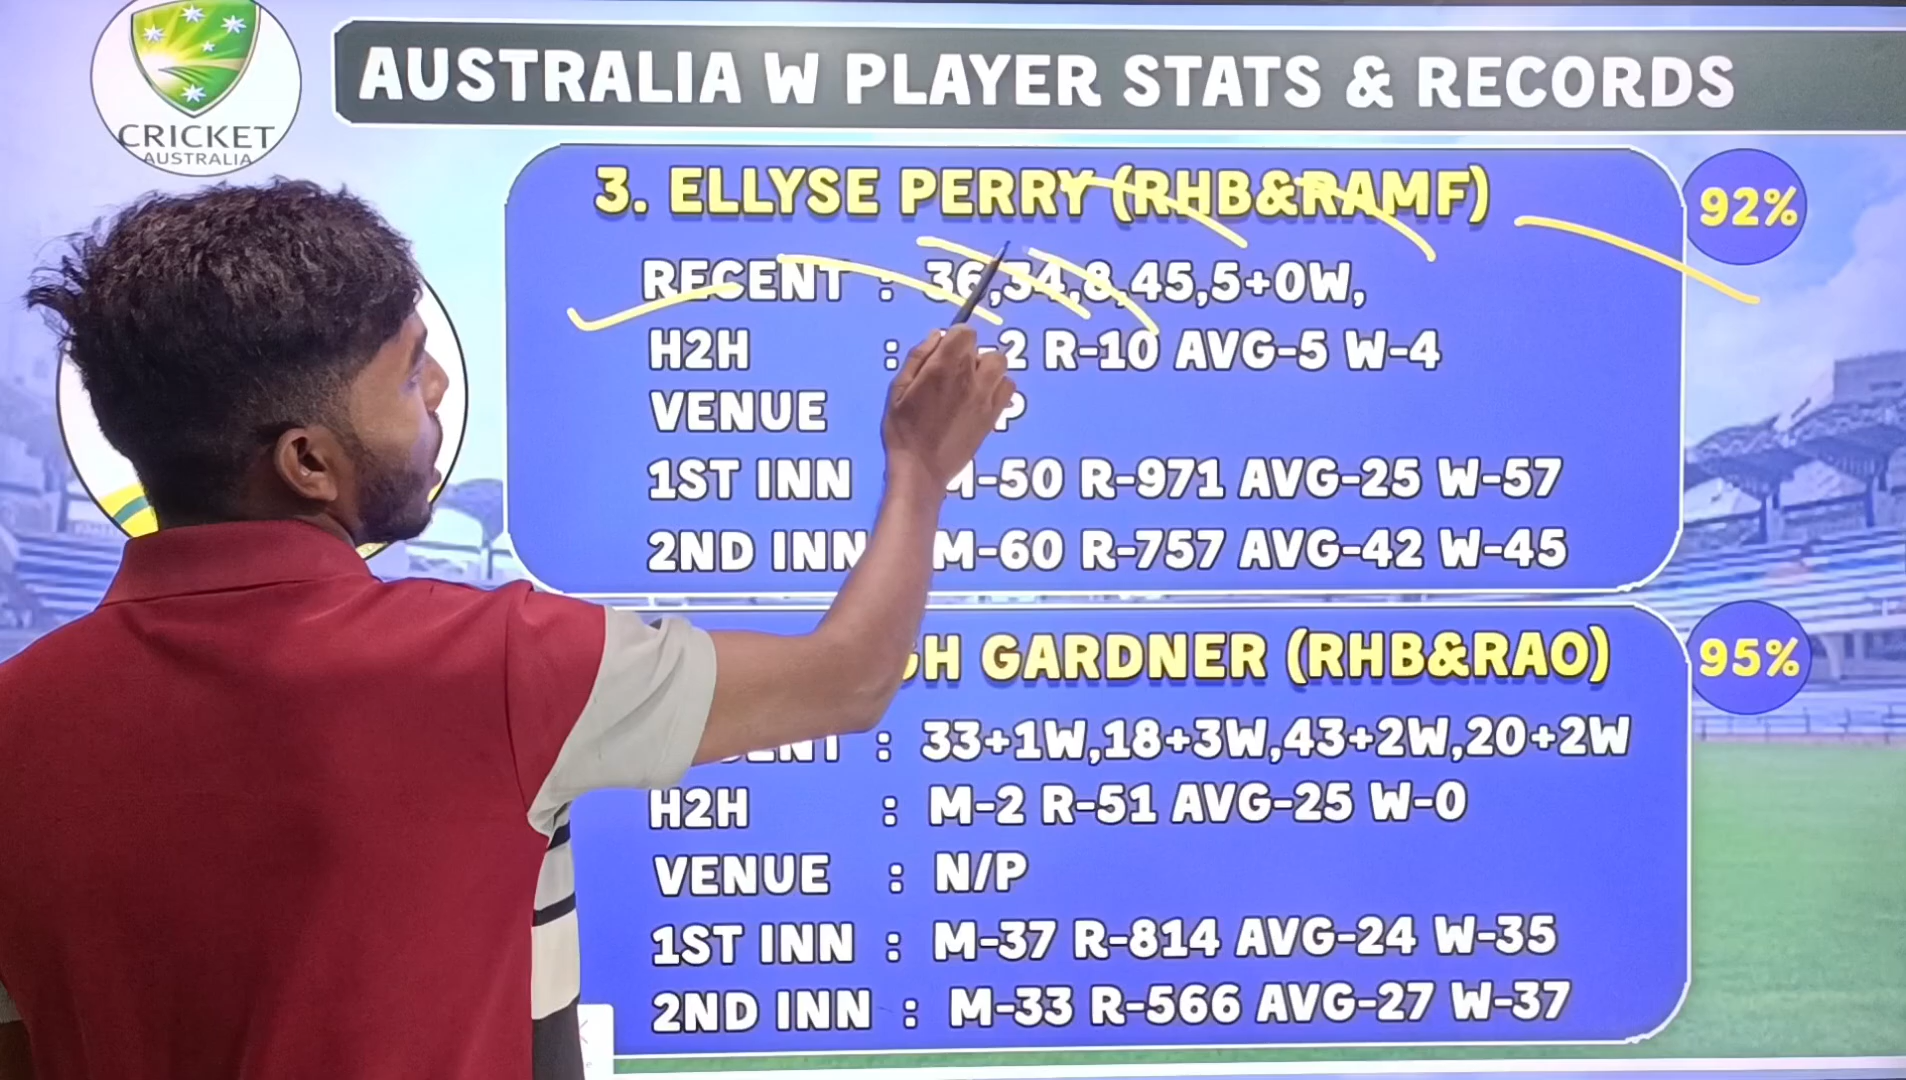 CRICKET
AUSTRALIA
AUSTRALIA W PLAYER STATS & RECORDS
3. ELLYSE PERRY (RHB&RAMF)
92%
RECENT : 36,34,8,45,5+0W,
H2H : -2 R-10 AVG-5 W-4
VENUE P
1ST INN M-50 R-971 AVG-25 W-57
2ND INN M-60 R-757 AVG-42 W-45
GH GARDNER (RHB&RAO)
95%
: 33+1W,18+3W,43+2W,20+2W
H2H : M-2 R-51 AVG-25 W-0
VENUE : N/P
1ST INN : M-37 R-814 AVG-24 W-35
2ND INN : M-33 R-566 AVG-27 W-37